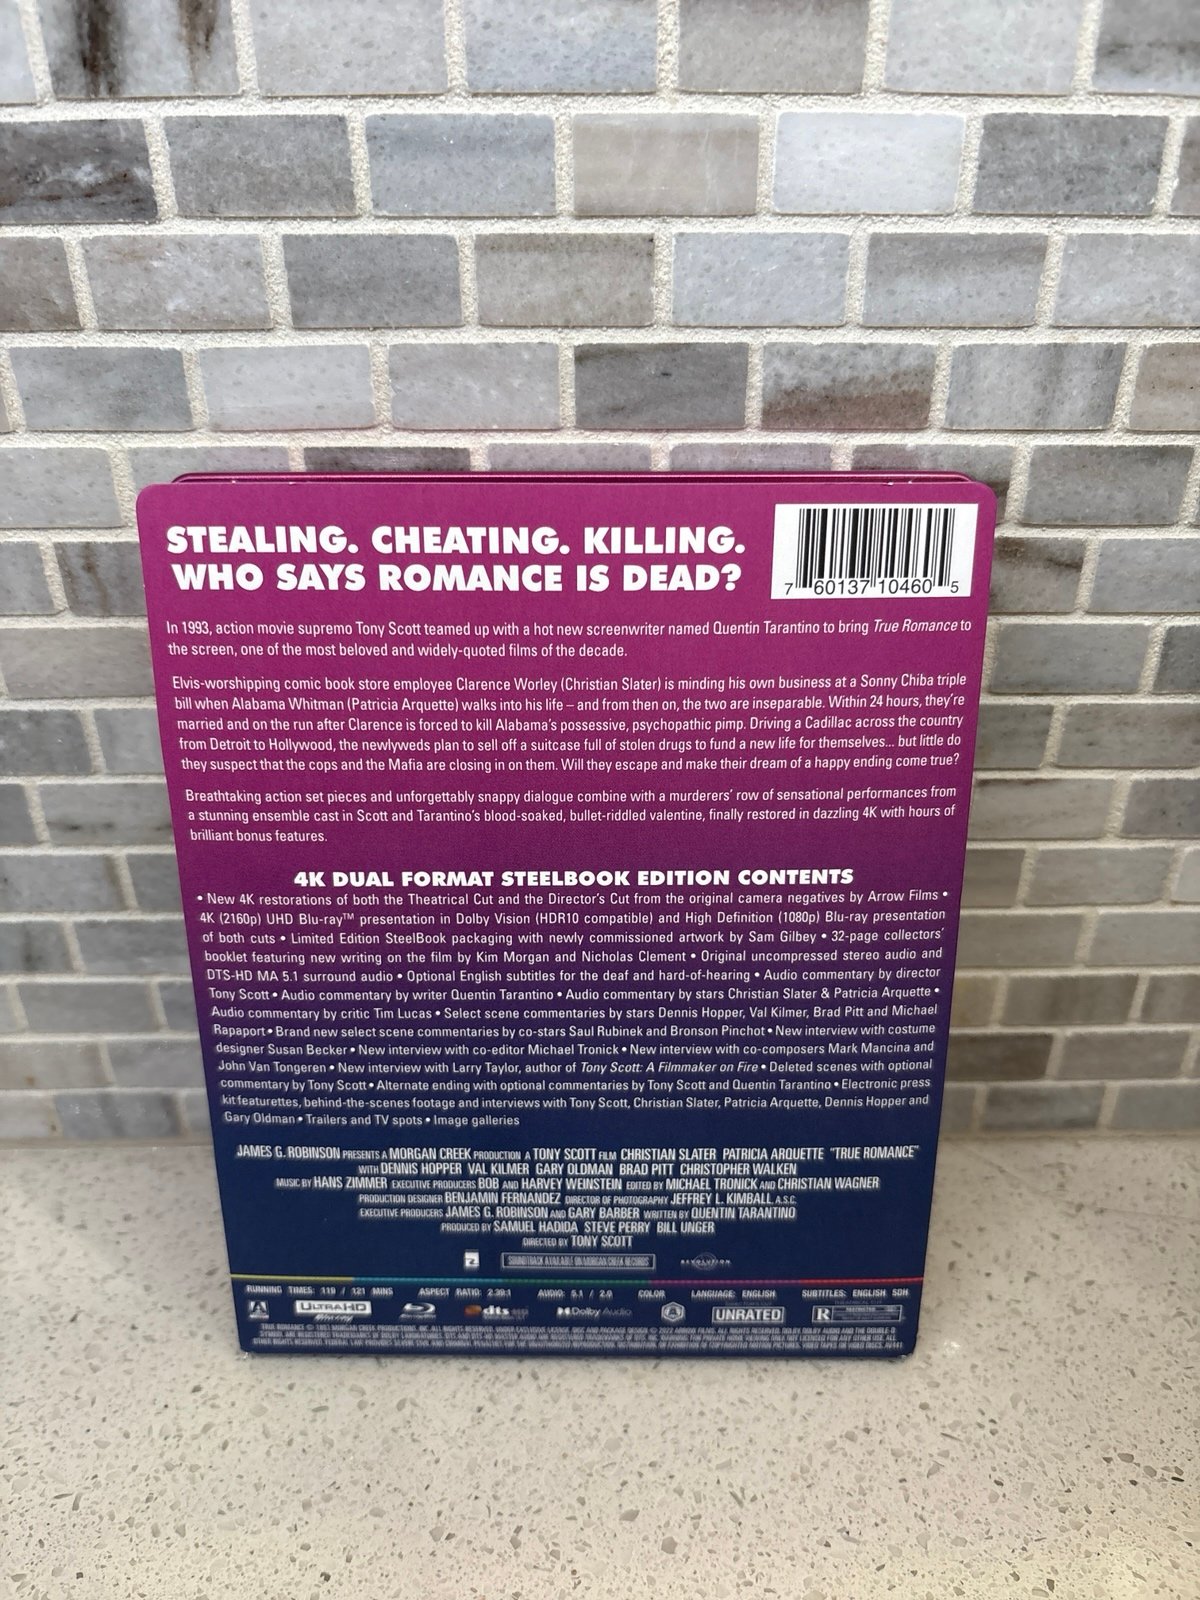 STEALING. CHEATING. KILLING.
WHO SAYS ROMANCE IS DEAD?
7 60137 10460 5
In 1993, action movie supremo Tony Scott teamed up with a hot new screenwriter named Quentin Tarantino to bring True Romance to
the screen, one of the most beloved and widely-quoted films of the decade.
Elvis-worshipping comic book store employee Clarence Worley (Christian Slater) is minding his own business at a Sonny Chiba triple
bill when Alabama Whitman (Patricia Arquette) walks into his life – and from then on, the two are inseparable. Within 24 hours, they're
married and on the run after Clarence is forced to kill Alabama's possessive, psychopathic pimp. Driving a Cadillac across the country
from Detroit to Hollywood, the newlyweds plan to sell off a suitcase full of stolen drugs to fund a new life for themselves... but little do
they suspect that the cops and the Mafia are closing in on them. Will they escape and make their dream of a happy ending come true?
Breathtaking action set pieces and unforgettably snappy dialogue combine with a murderers' row of sensational performances from
a stunning ensemble cast in Scott and Tarantino's blood-soaked, bullet-riddled valentine, finally restored in dazzling 4K with hours of
brilliant bonus features.
4K DUAL FORMAT STEELBOOK EDITION CONTENTS
• New 4K restorations of both the Theatrical Cut and the Director's Cut from the original camera negatives by Arrow Films •
4K (2160p) UHD Blu-ray™ presentation in Dolby Vision (HDR10 compatible) and High Definition (1080p) Blu-ray presentation
of both cuts • Limited Edition SteelBook packaging with newly commissioned artwork by Sam Gilbey • 32-page collectors'
booklet featuring new writing on the film by Kim Morgan and Nicholas Clement • Original uncompressed stereo audio and
DTS-HD MA 5.1 surround audio • Optional English subtitles for the deaf and hard-of-hearing • Audio commentary by director
Tony Scott • Audio commentary by writer Quentin Tarantino • Audio commentary by stars Christian Slater & Patricia Arquette •
Audio commentary by critic Tim Lucas • Select scene commentaries by stars Dennis Hopper, Val Kilmer, Brad Pitt and Michael
Rapaport • Brand new select scene commentaries by co-stars Saul Rubinek and Bronson Pinchot • New interview with costume
designer Susan Becker • New interview with co-editor Michael Tronick • New interview with co-composers Mark Mancina and
John Van Tongeren • New interview with Larry Taylor, author of Tony Scott: A Filmmaker on Fire • Deleted scenes with optional
commentary by Tony Scott • Alternate ending with optional commentaries by Tony Scott and Quentin Tarantino • Electronic press
kit featurettes, behind-the-scenes footage and interviews with Tony Scott, Christian Slater, Patricia Arquette, Dennis Hopper and
Gary Oldman • Trailers and TV spots • Image galleries
JAMES G. ROBINSON PRESENTS A MORGAN CREEK PRODUCTION A TONY SCOTT FILM CHRISTIAN SLATER PATRICIA ARQUETTE "TRUE ROMANCE"
WITH DENNIS HOPPER VAL KILMER GARY OLDMAN BRAD PITT CHRISTOPHER WALKEN
MUSIC BY HANS ZIMMER EXECUTIVE PRODUCERS BOB AND HARVEY WEINSTEIN EDITED BY MICHAEL TRONICK AND CHRISTIAN WAGNER
PRODUCTION DESIGNER BENJAMIN FERNANDEZ DIRECTOR OF PHOTOGRAPHY JEFFREY L. KIMBALL, A.S.C.
EXECUTIVE PRODUCERS JAMES G. ROBINSON AND GARY BARBER WRITTEN BY QUENTIN TARANTINO
PRODUCED BY SAMUEL HADIDA STEVE PERRY BILL UNGER
DIRECTED BY TONY SCOTT
SOUNDTRACK AVAILABLE ON MORGAN CREEK RECORDS
RUNNING TIMES: 119 / 121 MINS ASPECT RATIO: 2.39:1 AUDIO: 5.1 / 2.0 COLOR LANGUAGE: ENGLISH SUBTITLES: ENGLISH SDH
ULTRA HD Blu-ray dts Dolby Audio UNRATED R RESTRICTED